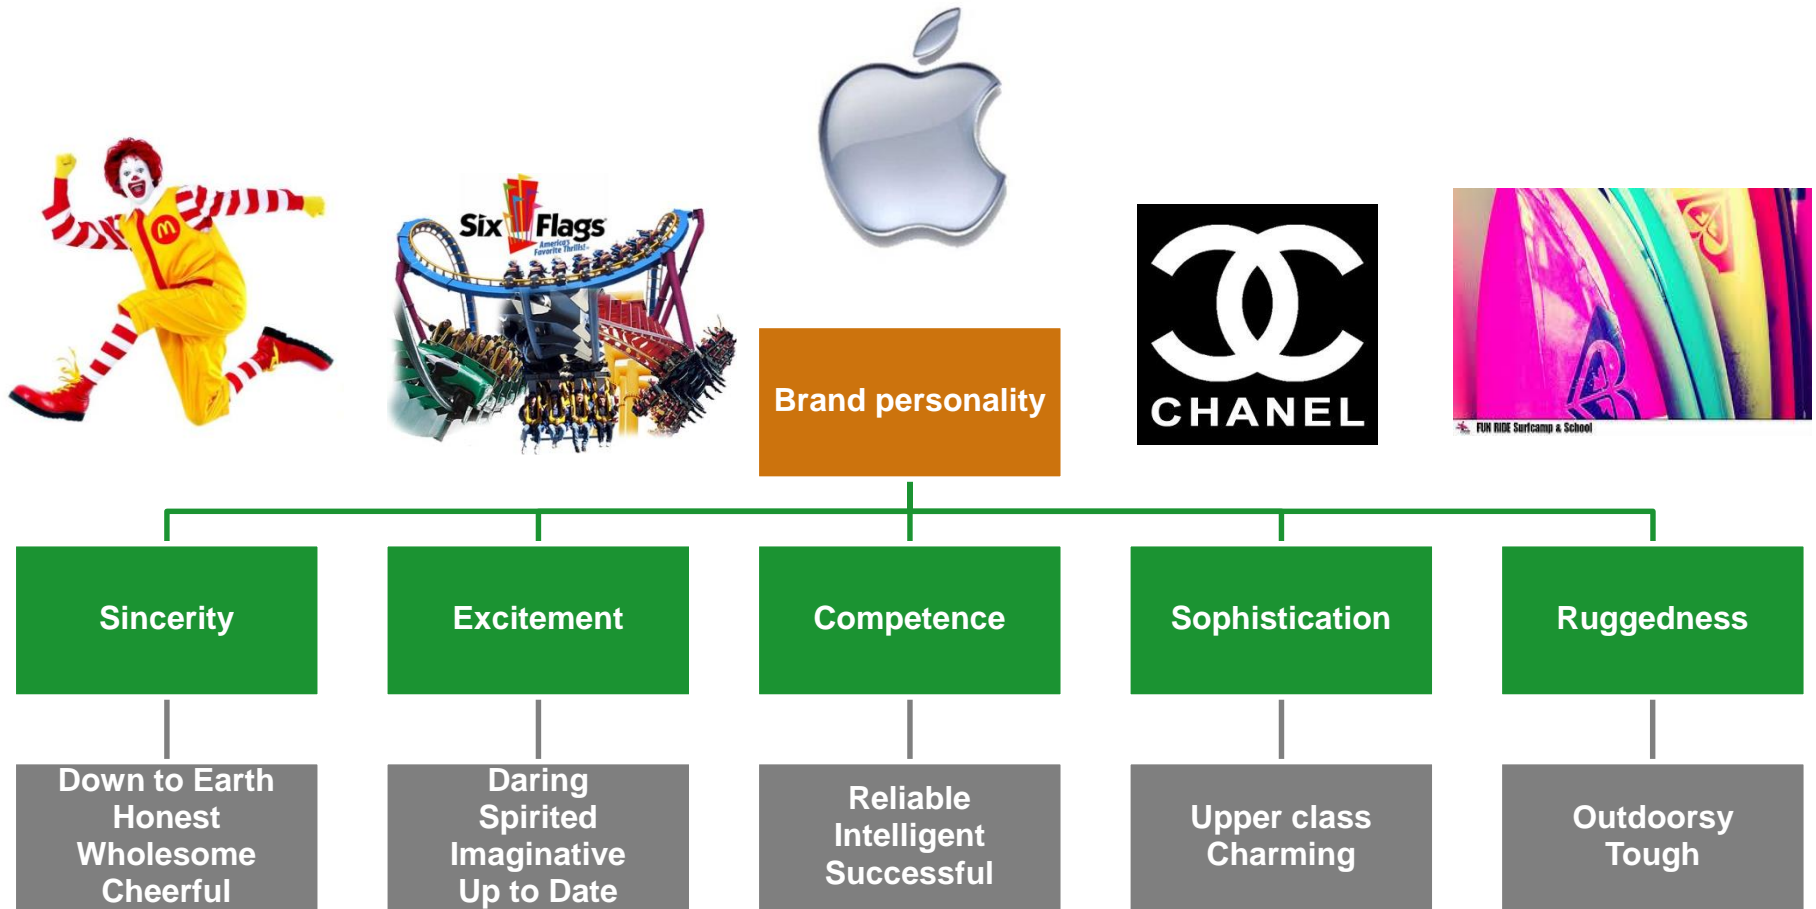 Six Flags
America's
Favorite Thrills!
M
CHANEL
FUN RIDE Surfcamp & School
Brand personality
Sincerity
Excitement
Competence
Sophistication
Ruggedness
Down to Earth
Honest
Wholesome
Cheerful
Daring
Spirited
Imaginative
Up to Date
Reliable
Intelligent
Successful
Upper class
Charming
Outdoorsy
Tough